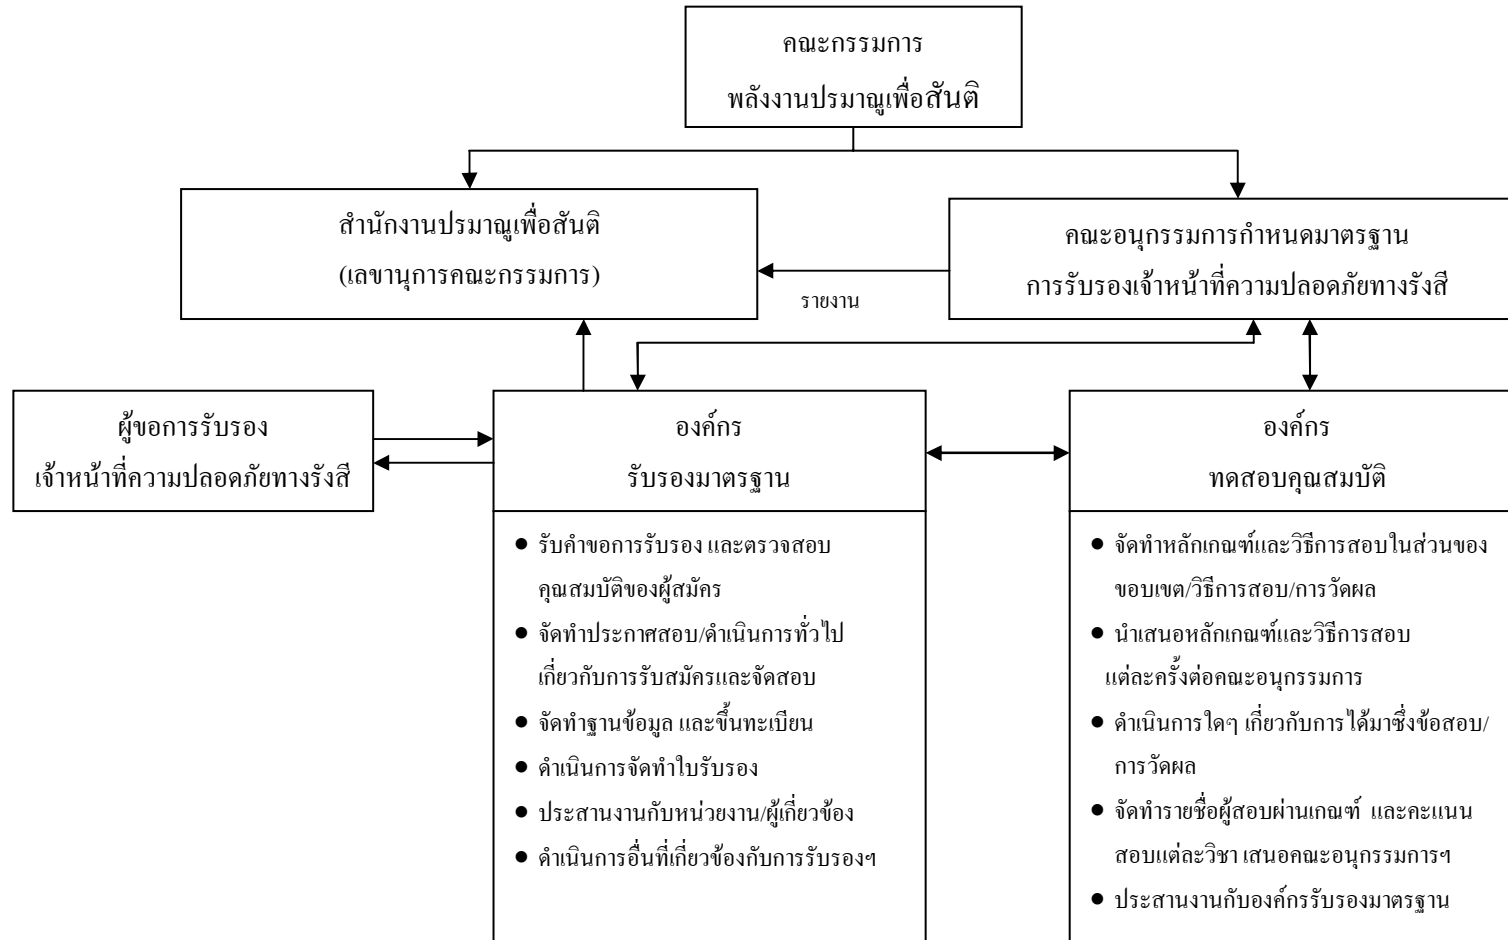 คณะกรรมการ
พลังงานปรมาณูเพื่อสันติ
สำนักงานปรมาณูเพื่อสันติ
(เลขานุการคณะกรรมการ)
คณะอนุกรรมการกำหนดมาตรฐาน
การรับรองเจ้าหน้าที่ความปลอดภัยทางรังสี
รายงาน
ผู้ขอการรับรอง
เจ้าหน้าที่ความปลอดภัยทางรังสี
องค์กร
รับรองมาตรฐาน
● รับคำขอการรับรอง และตรวจสอบ
คุณสมบัติของผู้สมัคร
● จัดทำประกาศสอบ/ดำเนินการทั่วไป
เกี่ยวกับการรับสมัครและจัดสอบ
● จัดทำฐานข้อมูล และขึ้นทะเบียน
● ดำเนินการจัดทำใบรับรอง
● ประสานงานกับหน่วยงาน/ผู้เกี่ยวข้อง
● ดำเนินการอื่นที่เกี่ยวข้องกับการรับรองฯ
องค์กร
ทดสอบคุณสมบัติ
● จัดทำหลักเกณฑ์และวิธีการสอบในส่วนของ
ขอบเขต/วิธีการสอบ/การวัดผล
● นำเสนอหลักเกณฑ์และวิธีการสอบ
แต่ละครั้งต่อคณะอนุกรรมการ
● ดำเนินการใดๆ เกี่ยวกับการได้มาซึ่งข้อสอบ/
การวัดผล
● จัดทำรายชื่อผู้สอบผ่านเกณฑ์ และคะแนน
สอบแต่ละวิชา เสนอคณะอนุกรรมการฯ
● ประสานงานกับองค์กรรับรองมาตรฐาน